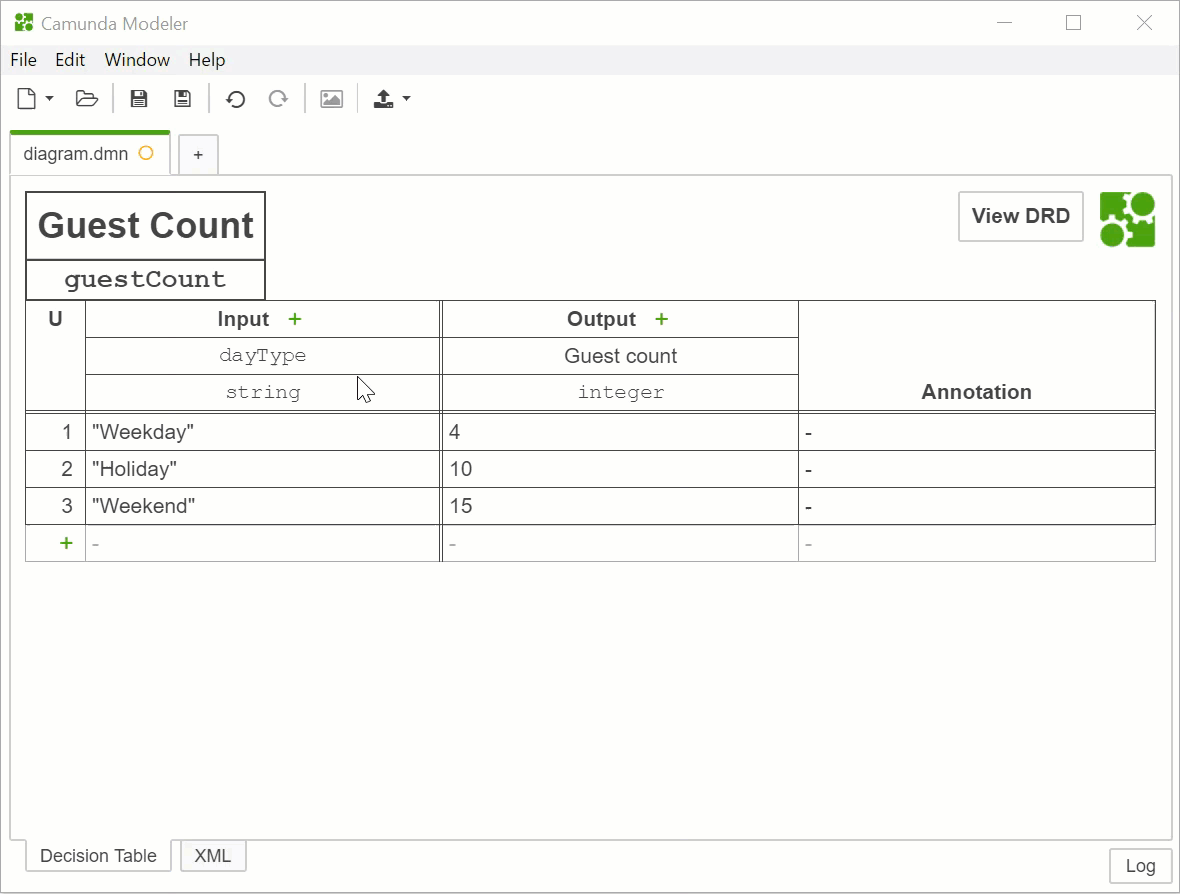 Camunda Modeler
File Edit Window Help
diagram.dmn +
Guest Count
View DRD
guestCount
U Input + Output +
dayType Guest count
string integer Annotation
1 "Weekday" 4 -
2 "Holiday" 10 -
3 "Weekend" 15 -
+ - - -
Decision Table XML
Log